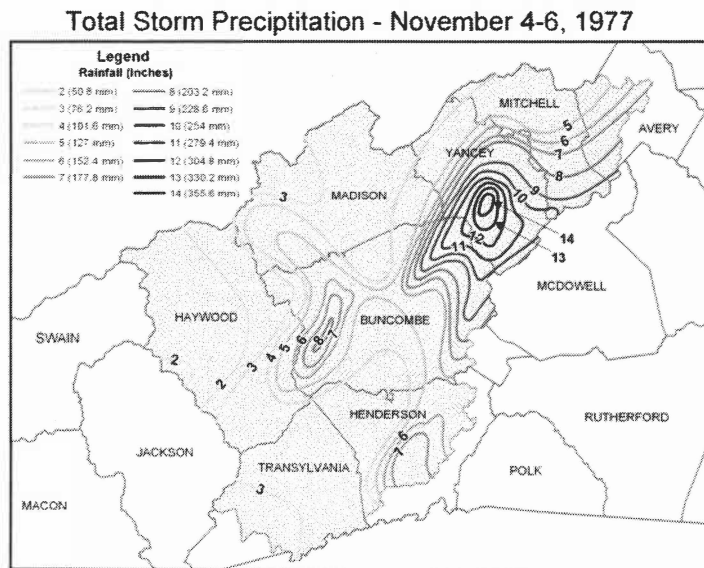 Total Storm Preciptitation - November 4-6, 1977
Legend
Rainfall (Inches)
2 (50.8 mm)
3 (76.2 mm)
4 (101.6 mm)
5 (127 mm)
6 (152.4 mm)
7 (177.8 mm)
8 (203.2 mm)
9 (228.6 mm)
10 (254 mm)
11 (279.4 mm)
12 (304.8 mm)
13 (330.2 mm)
14 (355.6 mm)
MITCHELL
5
6
7
AVERY
YANCEY
8
9
10
3
MADISON
12
11
14
13
MCDOWELL
HAYWOOD
BUNCOMBE
SWAIN
2
2
3
4
5
6
8
7
HENDERSON
6
7
RUTHERFORD
JACKSON
TRANSYLVANIA
POLK
3
MACON